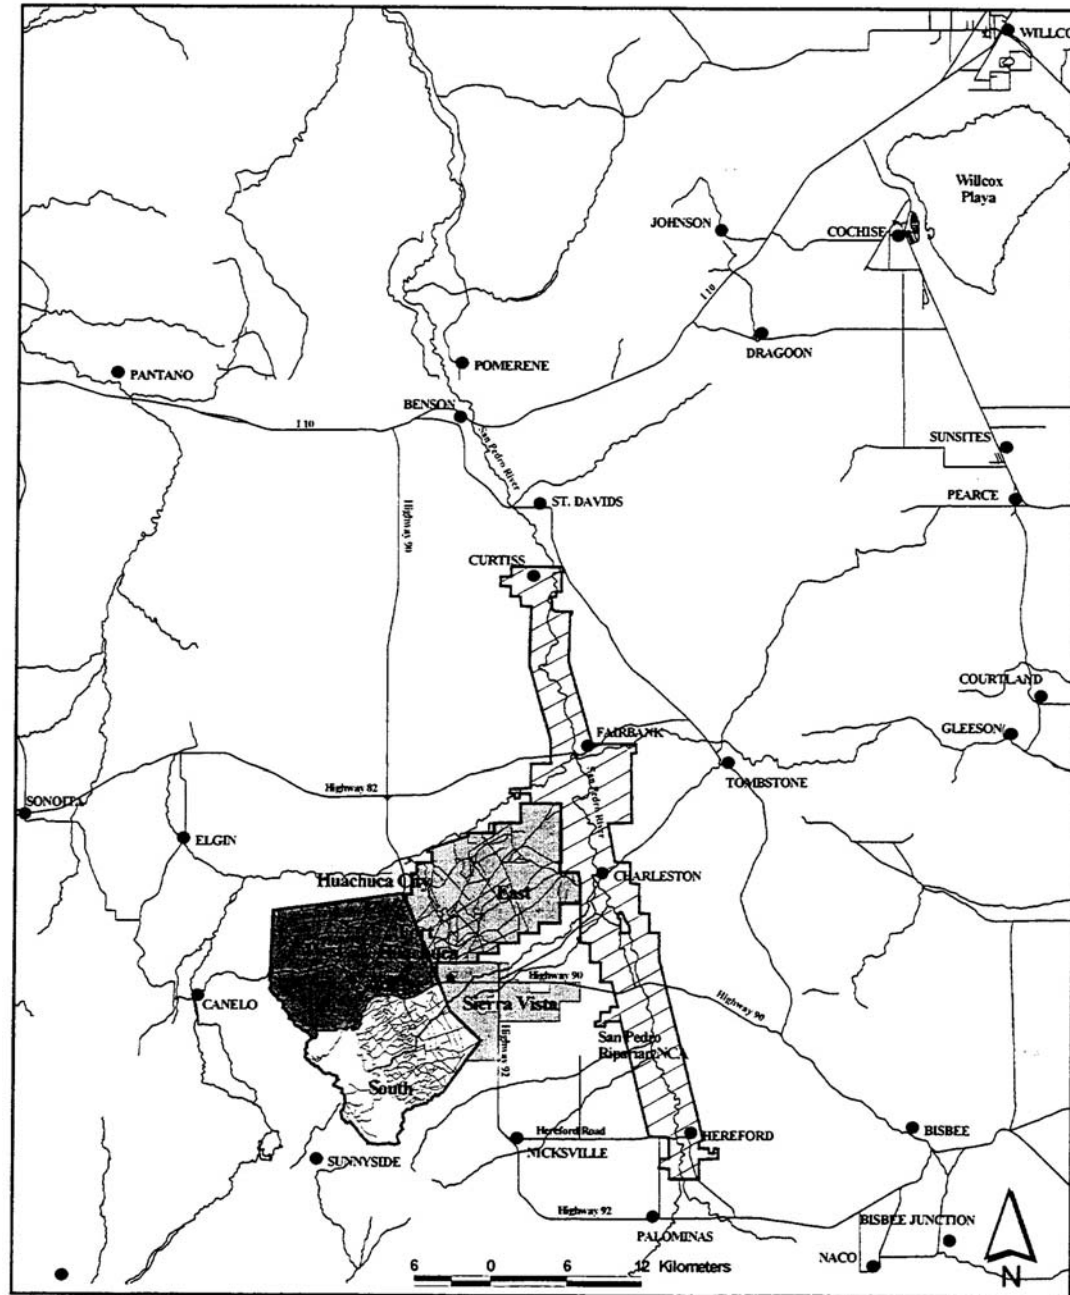 WILLCO
Willcox
Playa
JOHNSON
COCHISE
I 10
DRAGOON
PANTANO
POMERENE
BENSON
I 10
San Pedro River
SUNSITES
Highway 90
ST. DAVIDS
PEARCE
CURTISS
COURTLAND
GLEESON
FAIRBANK
San Pedro River
TOMBSTONE
Highway 82
SONOITA
ELGIN
CHARLESTON
Huachuca City
East
Highway 90
CANELO
Sierra Vista
Highway 90
Highway 92
San Pedro
Riparian NCA
South
Hereford Road
HEREFORD
BISBEE
NICKSVILLE
SUNNYSIDE
Highway 92
PALOMINAS
BISBEE JUNCTION
NACO
6 0 6 12 Kilometers
N